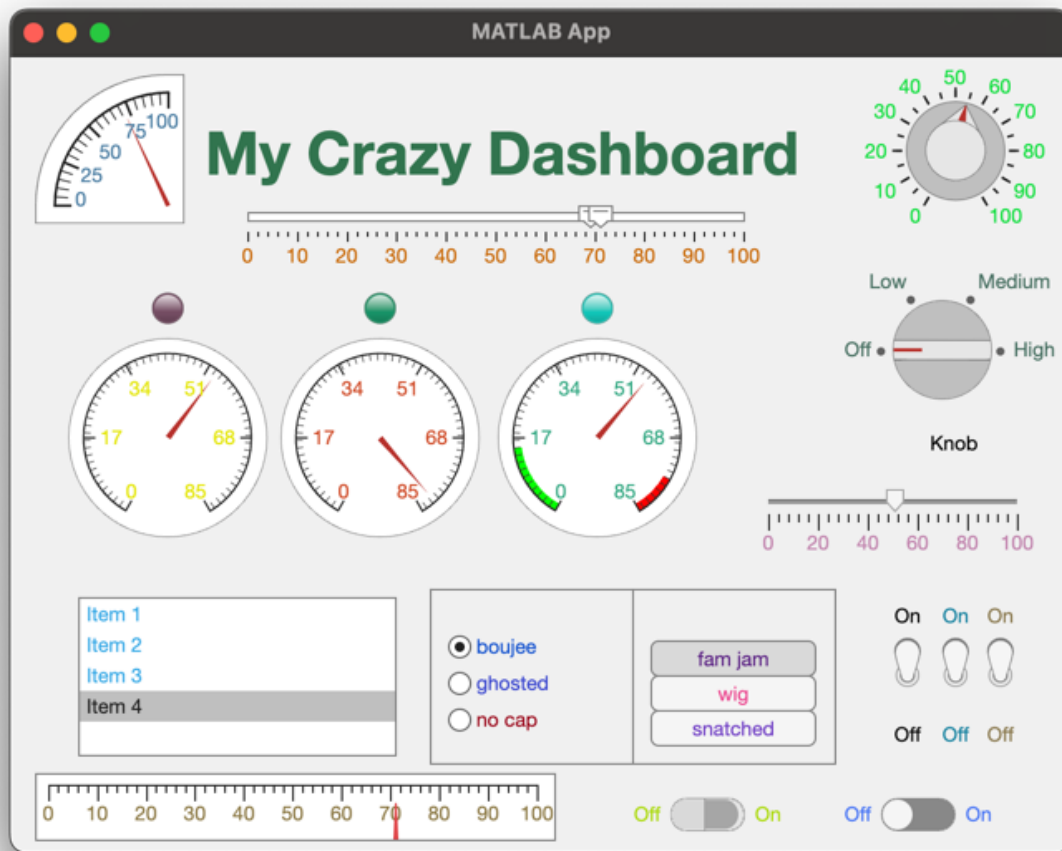 MATLAB App
0 25 50 75 100
My Crazy Dashboard
0 10 20 30 40 50 60 70 80 90 100
0 10 20 30 40 50 60 70 80 90 100
Off Low Medium High
Knob
0 17 34 51 68 85
0 17 34 51 68 85
0 17 34 51 68 85
0 20 40 60 80 100
Item 1
Item 2
Item 3
Item 4
boujee
ghosted
no cap
fam jam
wig
snatched
On On On
Off Off Off
0 10 20 30 40 50 60 70 80 90 100
Off On
Off On